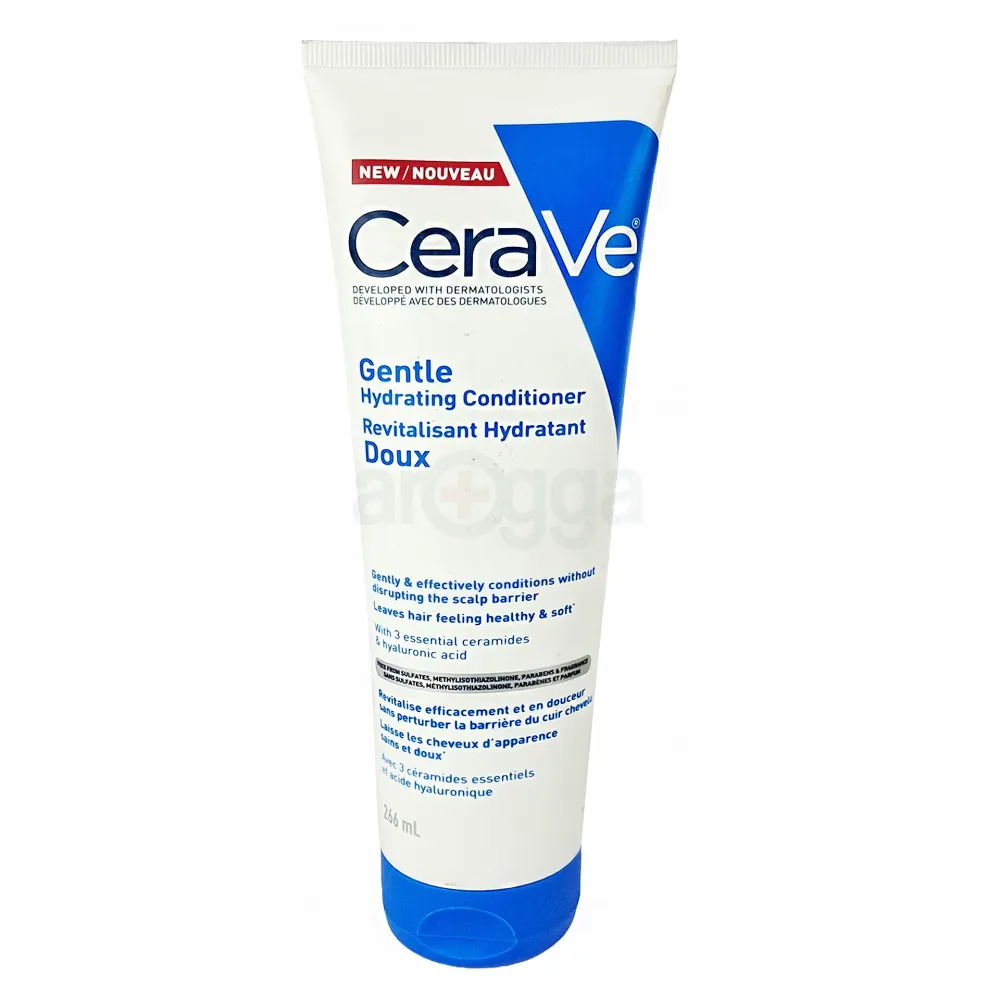 NEW / NOUVEAU
CeraVe®
DEVELOPED WITH DERMATOLOGISTS
DÉVELOPPÉ AVEC DES DERMATOLOGUES
Gentle
Hydrating Conditioner
Revitalisant Hydratant
Doux
arogga
Gently & effectively conditions without
disrupting the scalp barrier
Leaves hair feeling healthy & soft*
With 3 essential ceramides
& hyaluronic acid
FREE FROM SULFATES, METHYLISOTHIAZOLINONE, PARABENS & FRAGRANCE
SANS SULFATES, MÉTHYLISOTHIAZOLINONE, PARABÈNES ET PARFUM
Revitalise efficacement et en douceur
sans perturber la barrière du cuir chevelu
Laisse les cheveux d'apparence
sains et doux*
Avec 3 céramides essentiels
et acide hyaluronique
266 mL